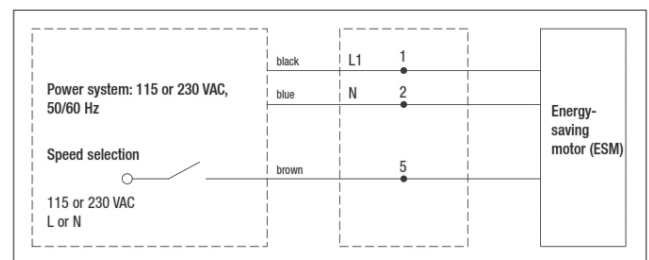 black L1 1
Power system: 115 or 230 VAC,
50/60 Hz
blue N 2
Energy-
saving
motor (ESM)
Speed selection
brown 5
115 or 230 VAC
L or N